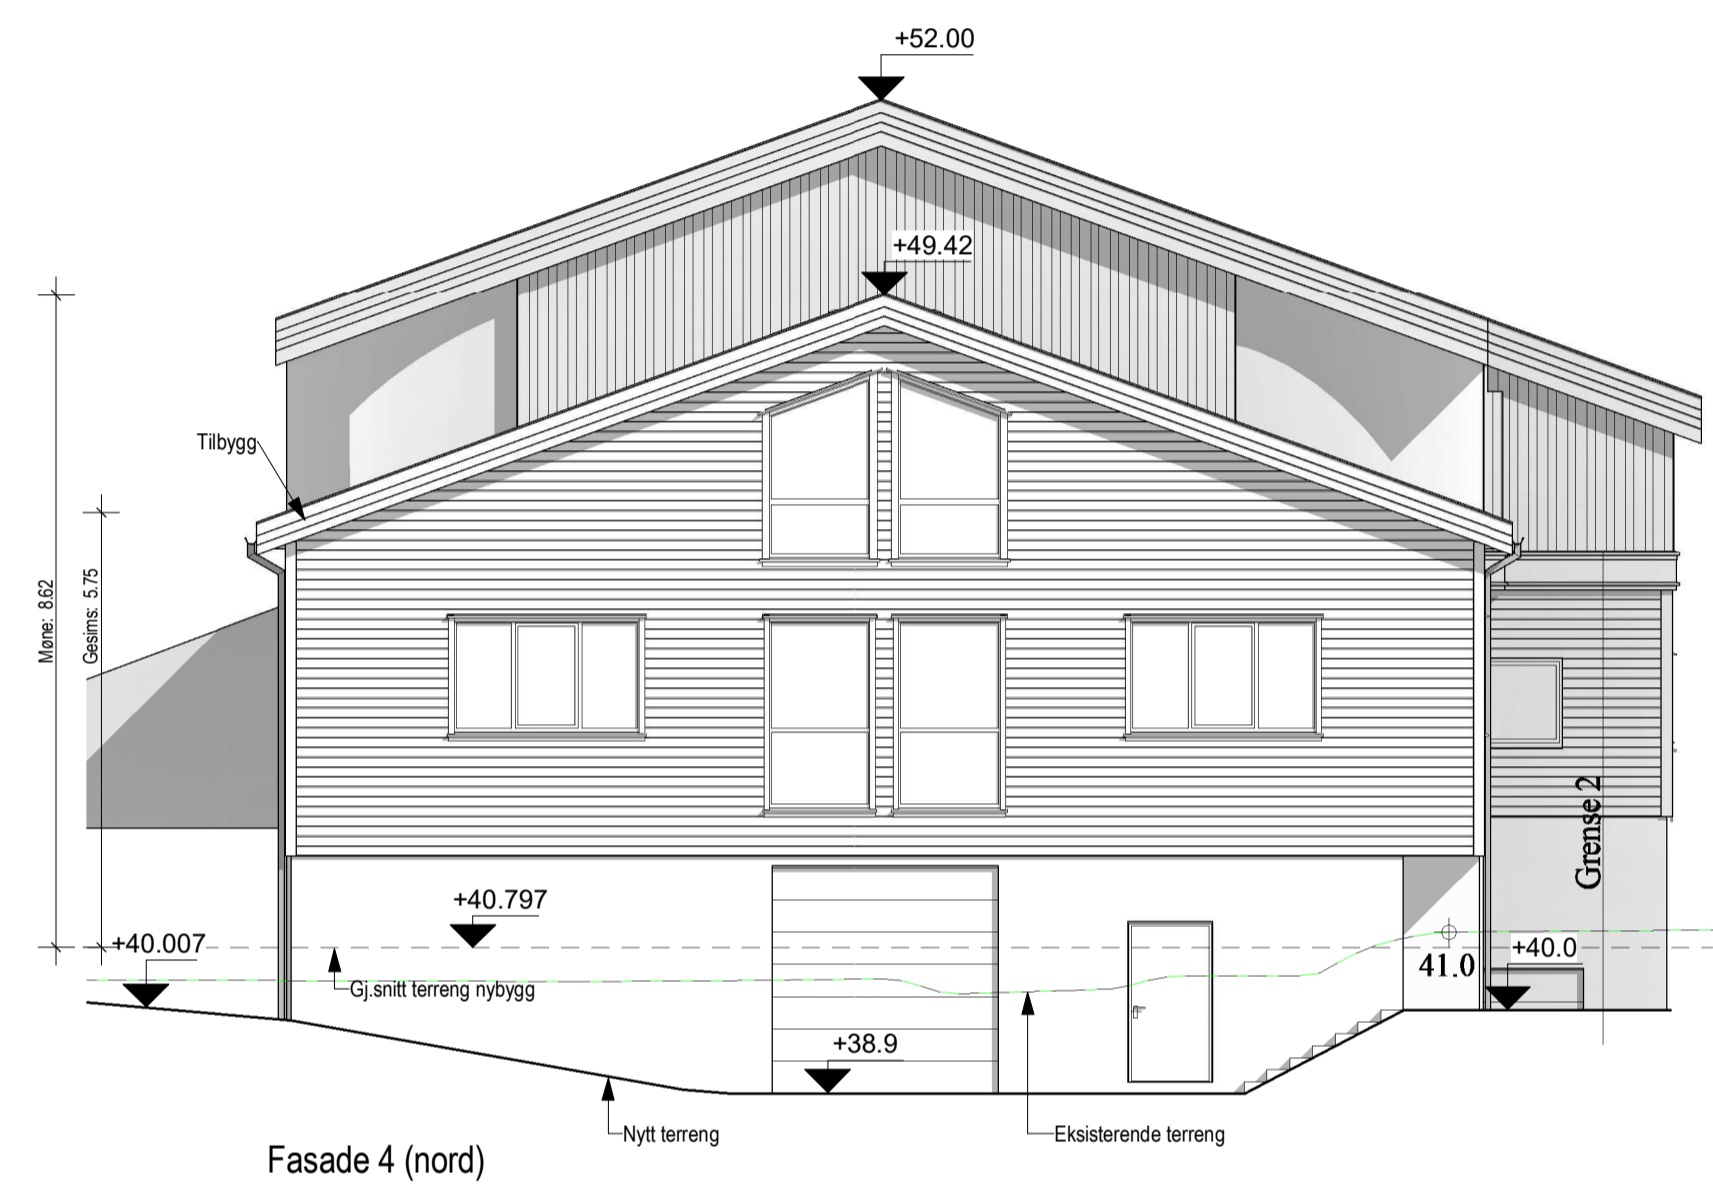 +52.00
+49.42
Tilbygg
Møne: 8.62
Gesims: 5.75
Grense 2
+40.797
+40.007
41.0
+40.0
Gj.snitt terreng nybygg
+38.9
Nytt terreng
Eksisterende terreng
Fasade 4 (nord)